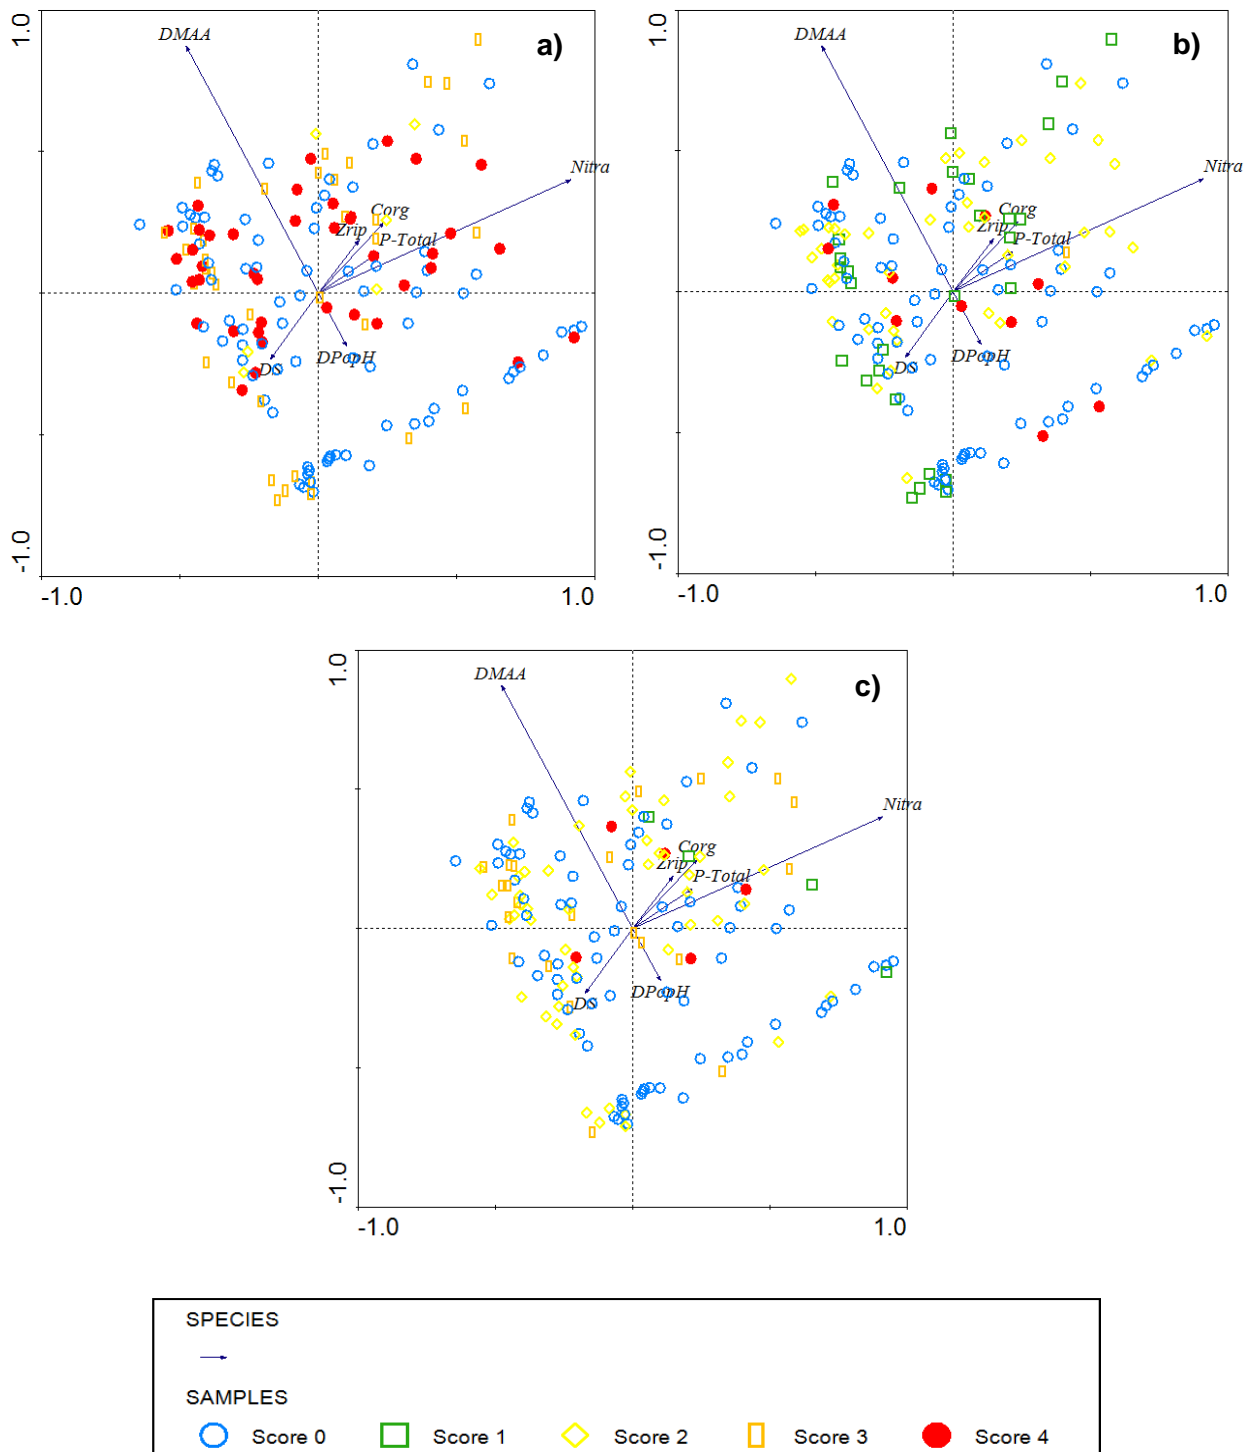 1.0
DMAA
a)
Nitra
Corg
Zrip
P-Total
DS
DPopH
-1.0
-1.0
1.0
1.0
DMAA
b)
Nitra
Corg
Zrip
P-Total
DS
DPopH
-1.0
-1.0
1.0
1.0
DMAA
c)
Nitra
Corg
Zrip
P-Total
DS
DPopH
-1.0
-1.0
1.0
SPECIES
SAMPLES
Score 0 Score 1 Score 2 Score 3 Score 4